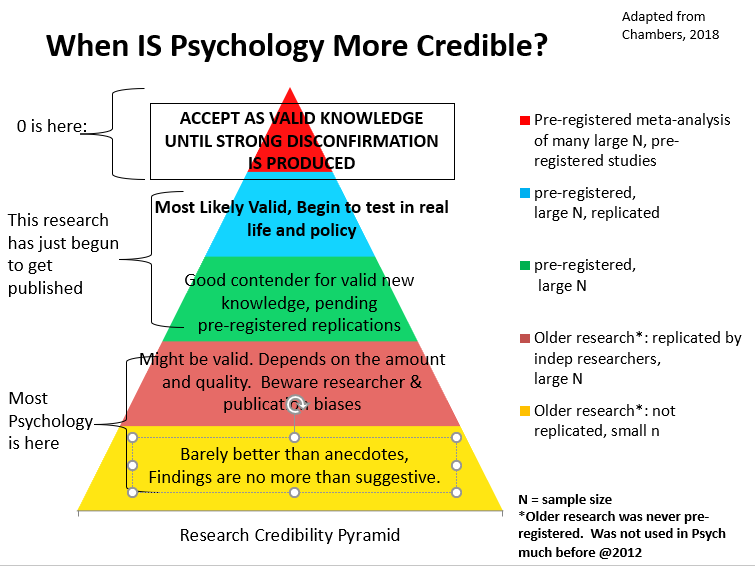 Adapted from
Chambers, 2018
When IS Psychology More Credible?
0 is here:
ACCEPT AS VALID KNOWLEDGE
UNTIL STRONG DISCONFIRMATION
IS PRODUCED
This research
has just begun
to get
published
Most Likely Valid, Begin to test in real
life and policy
Good contender for valid new
knowledge, pending
pre-registered replications
Most
Psychology
is here
Might be valid. Depends on the amount
and quality. Beware researcher &
publication biases
Barely better than anecdotes,
Findings are no more than suggestive.
Research Credibility Pyramid
Pre-registered meta-analysis
of many large N, pre-
registered studies
pre-registered,
large N, replicated
pre-registered,
large N
Older research*: replicated by
indep researchers,
large N
Older research*: not
replicated, small n
N = sample size
*Older research was never pre-
registered. Was not used in Psych
much before @2012